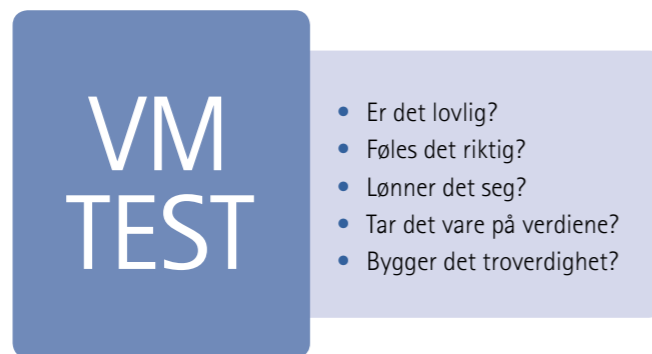 VM
TEST
• Er det lovlig?
• Føles det riktig?
• Lønner det seg?
• Tar det vare på verdiene?
• Bygger det troverdighet?